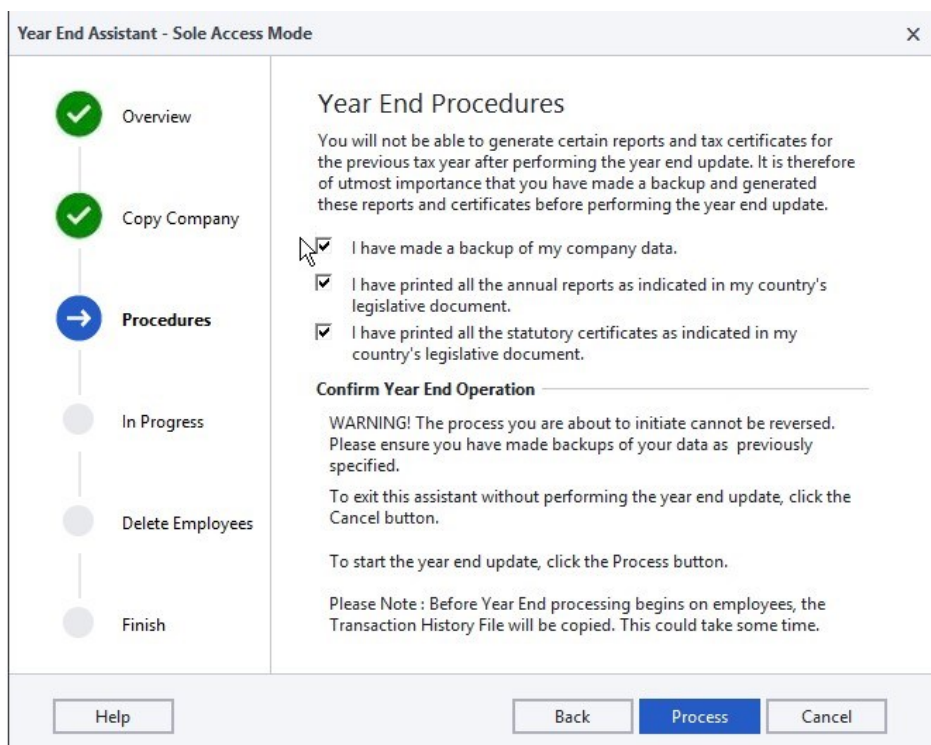 Year End Assistant - Sole Access Mode
Overview
Copy Company
Procedures
In Progress
Delete Employees
Finish
Year End Procedures
You will not be able to generate certain reports and tax certificates for
the previous tax year after performing the year end update. It is therefore
of utmost importance that you have made a backup and generated
these reports and certificates before performing the year end update.
I have made a backup of my company data.
I have printed all the annual reports as indicated in my country's
legislative document.
I have printed all the statutory certificates as indicated in my
country's legislative document.
Confirm Year End Operation
WARNING! The process you are about to initiate cannot be reversed.
Please ensure you have made backups of your data as  previously
specified.
To exit this assistant without performing the year end update, click the
Cancel button.
To start the year end update, click the Process button.
Please Note : Before Year End processing begins on employees, the
Transaction History File will be copied. This could take some time.
Help
Back
Process
Cancel